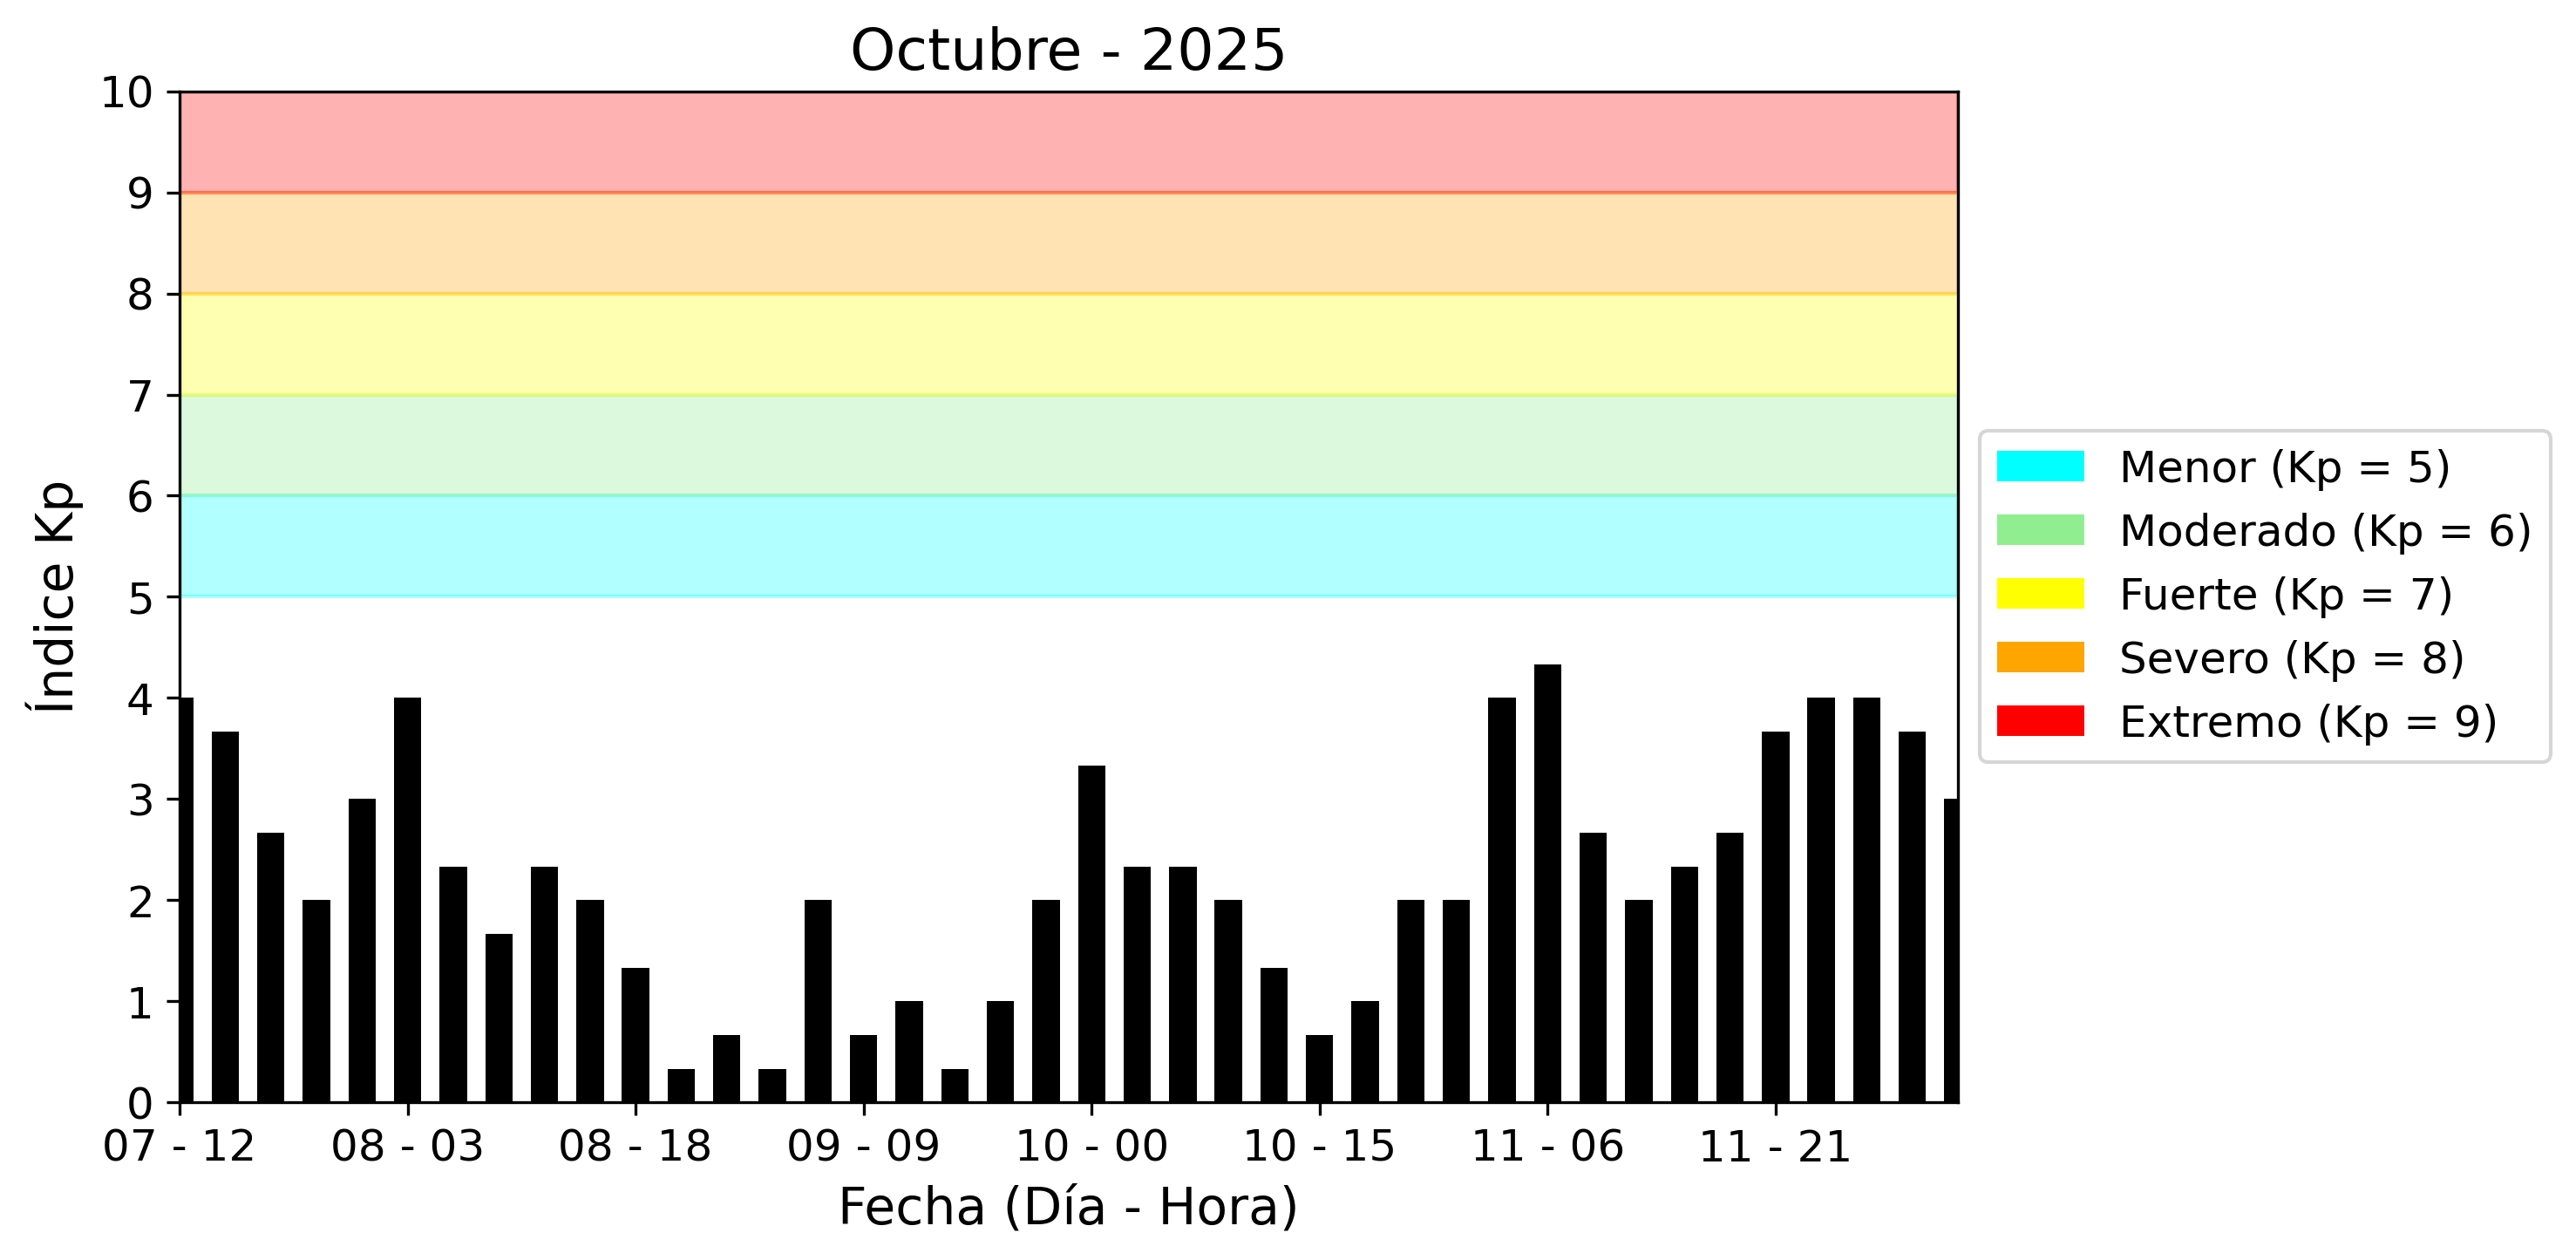 Octubre - 2025
10
9
8
7
6
5
4
3
2
1
0
Índice Kp
07 - 12
08 - 03
08 - 18
09 - 09
10 - 00
10 - 15
11 - 06
11 - 21
Fecha (Día - Hora)
Menor (Kp = 5)
Moderado (Kp = 6)
Fuerte (Kp = 7)
Severo (Kp = 8)
Extremo (Kp = 9)